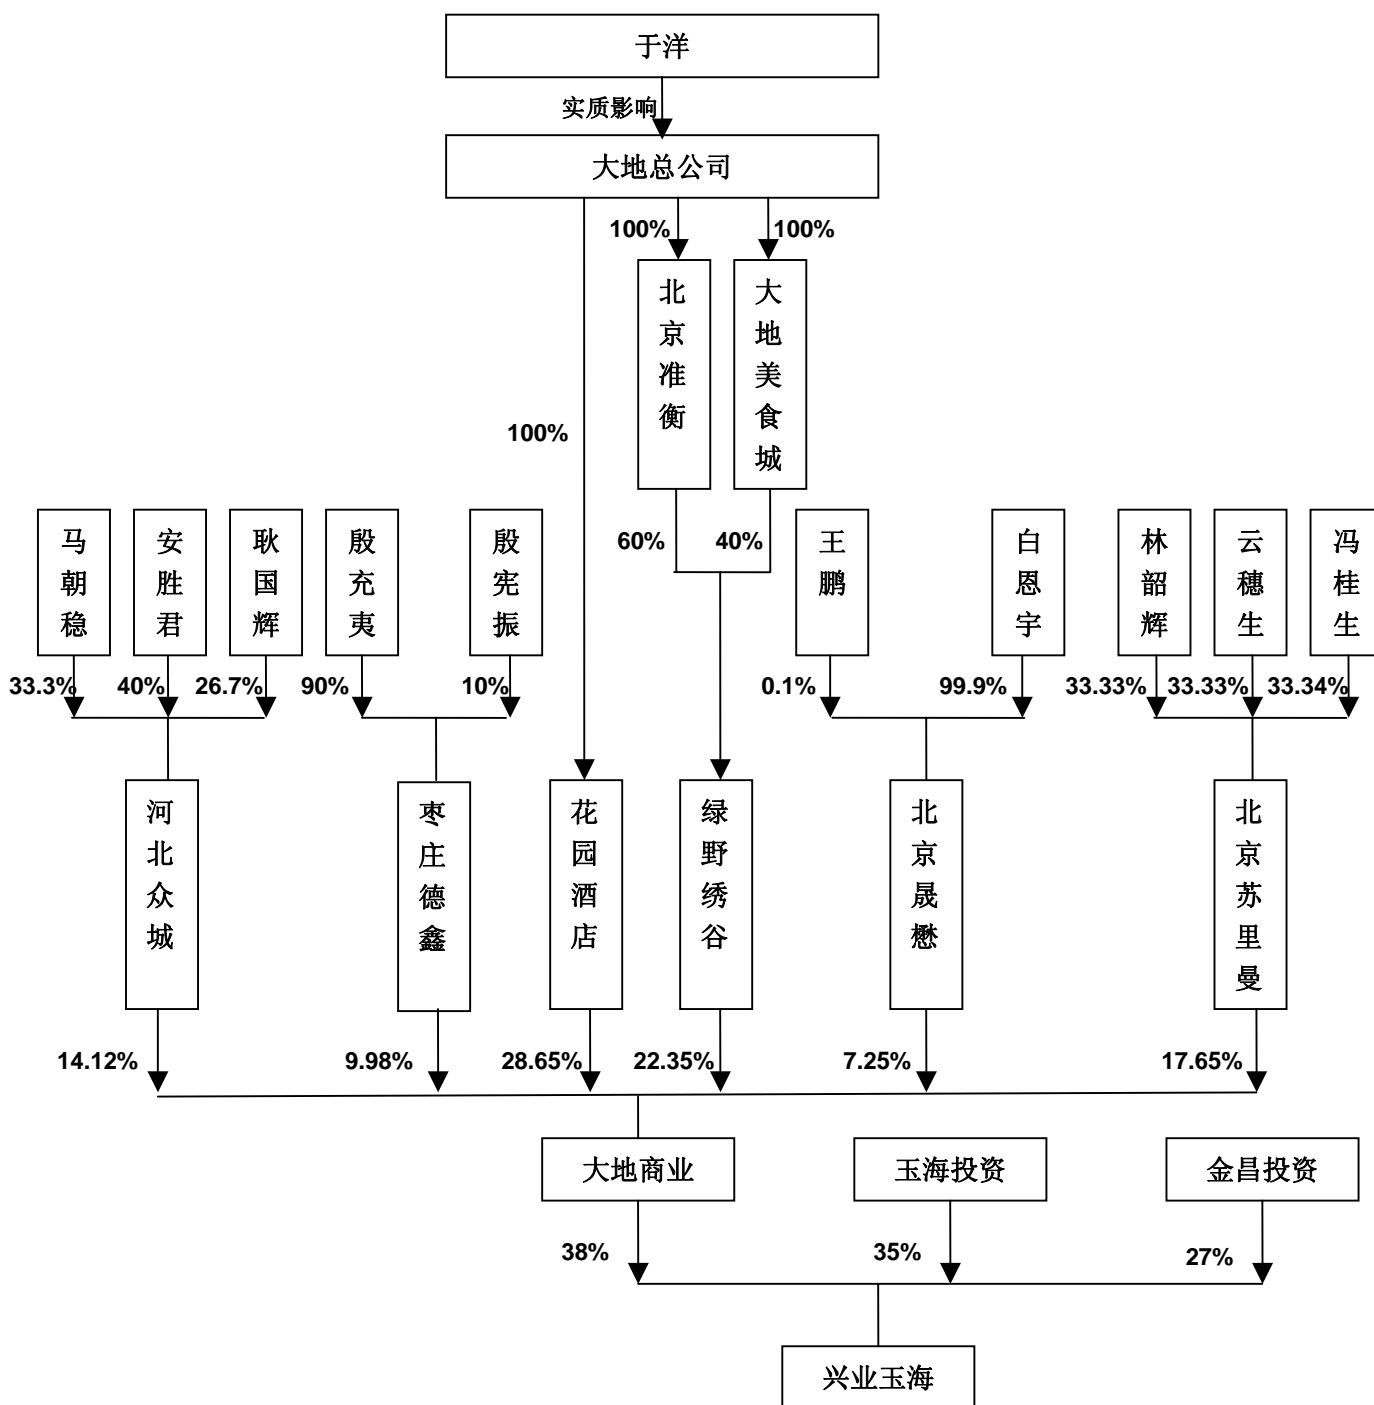 于洋
实质影响
大地总公司
100%
100%
北京准衡
大地美食城
100%
马朝稳
安胜君
耿国辉
殷充夷
殷宪振
60%
40%
王鹏
白恩宇
林韶辉
云穗生
冯桂生
33.3%
40%
26.7%
90%
10%
0.1%
99.9%
33.33%
33.33%
33.34%
河北众城
枣庄德鑫
花园酒店
绿野绣谷
北京晟懋
北京苏里曼
14.12%
9.98%
28.65%
22.35%
7.25%
17.65%
大地商业
玉海投资
金昌投资
38%
35%
27%
兴业玉海